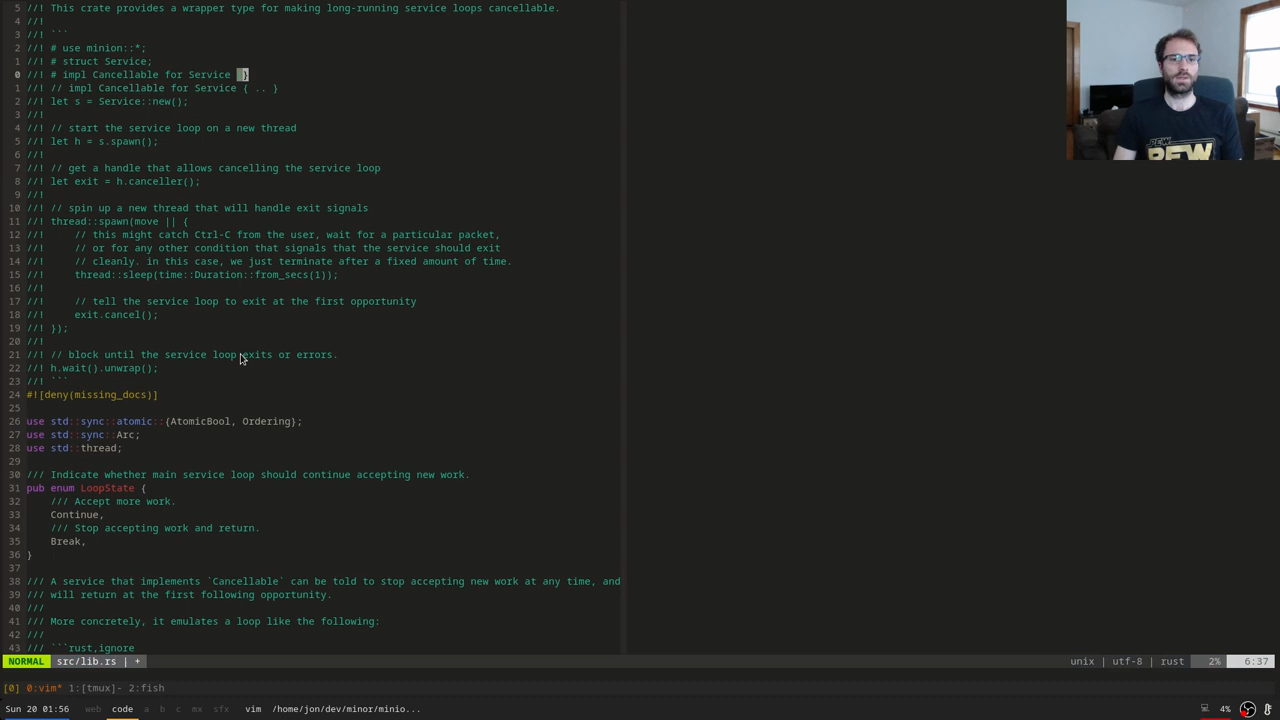 5 //! This crate provides a wrapper type for making long-running service loops cancellable.
4 //!
3 //! ```
2 //! # use minion::*;
1 //! # struct Service;
0 //! # impl Cancellable for Service }
1 //! // impl Cancellable for Service { .. }
2 //! let s = Service::new();
3 //!
4 //! // start the service loop on a new thread
5 //! let h = s.spawn();
6 //!
7 //! // get a handle that allows cancelling the service loop
8 //! let exit = h.canceller();
9 //!
10 //! // spin up a new thread that will handle exit signals
11 //! thread::spawn(move || {
12 //!     // this might catch Ctrl-C from the user, wait for a particular packet,
13 //!     // or for any other condition that signals that the service should exit
14 //!     // cleanly. in this case, we just terminate after a fixed amount of time.
15 //!     thread::sleep(time::Duration::from_secs(1));
16 //!
17 //!     // tell the service loop to exit at the first opportunity
18 //!     exit.cancel();
19 //! });
20 //!
21 //! // block until the service loop exits or errors.
22 //! h.wait().unwrap();
23 //! ```
24 #![deny(missing_docs)]
25
26 use std::sync::atomic::{AtomicBool, Ordering};
27 use std::sync::Arc;
28 use std::thread;
29
30 /// Indicate whether main service loop should continue accepting new work.
31 pub enum LoopState {
32     /// Accept more work.
33     Continue,
34     /// Stop accepting work and return.
35     Break,
36 }
37
38 /// A service that implements `Cancellable` can be told to stop accepting new work at any time, and
39 /// will return at the first following opportunity.
40 ///
41 /// More concretely, it emulates a loop like the following:
42 ///
43 /// ```rust,ignore
NORMAL src/lib.rs | + unix | utf-8 | rust 2% 6:37
[0] 0:vim* 1:[tmux]- 2:fish
Sun 20 01:56 web code a b c mx sfx vim /home/jon/dev/minor/minio... 4%
PEW